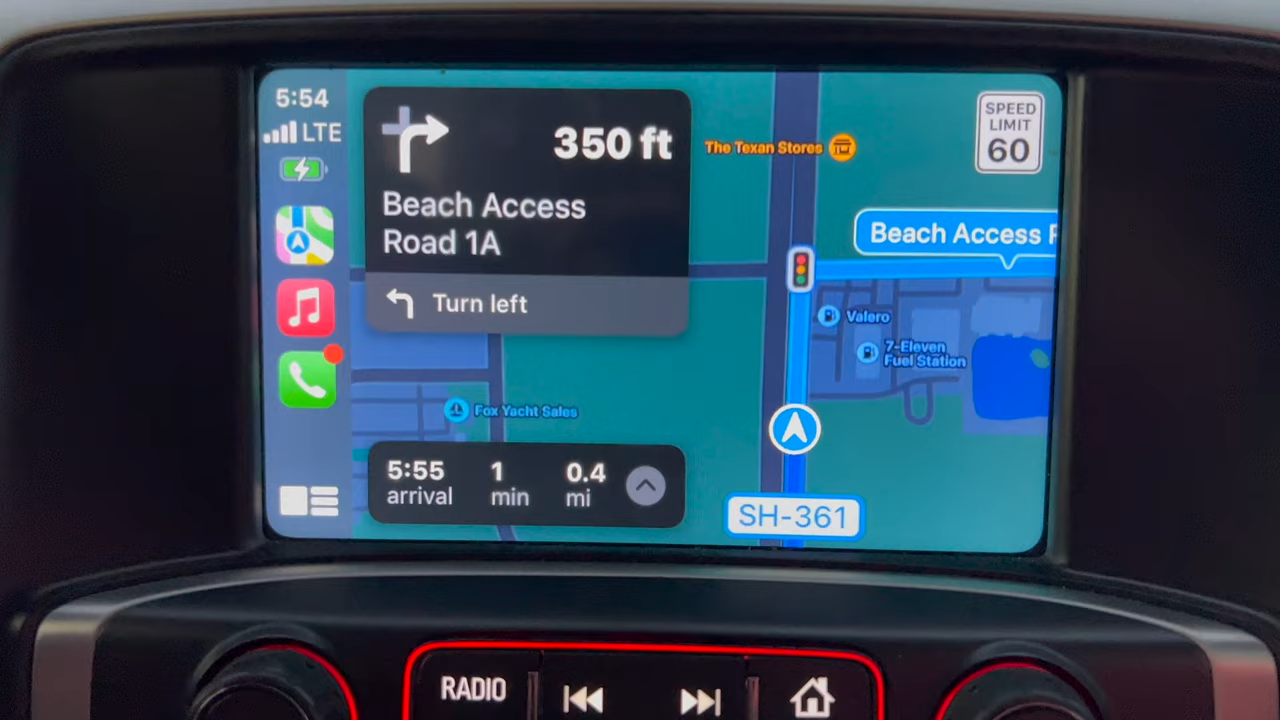 5:54
LTE
350 ft
Beach Access
Road 1A
Turn left
5:55
arrival
1
min
0.4
mi
The Texan Stores
SPEED
LIMIT
60
Beach Access
Valero
7-Eleven
Fuel Station
Fox Yacht Sales
SH-361
RADIO